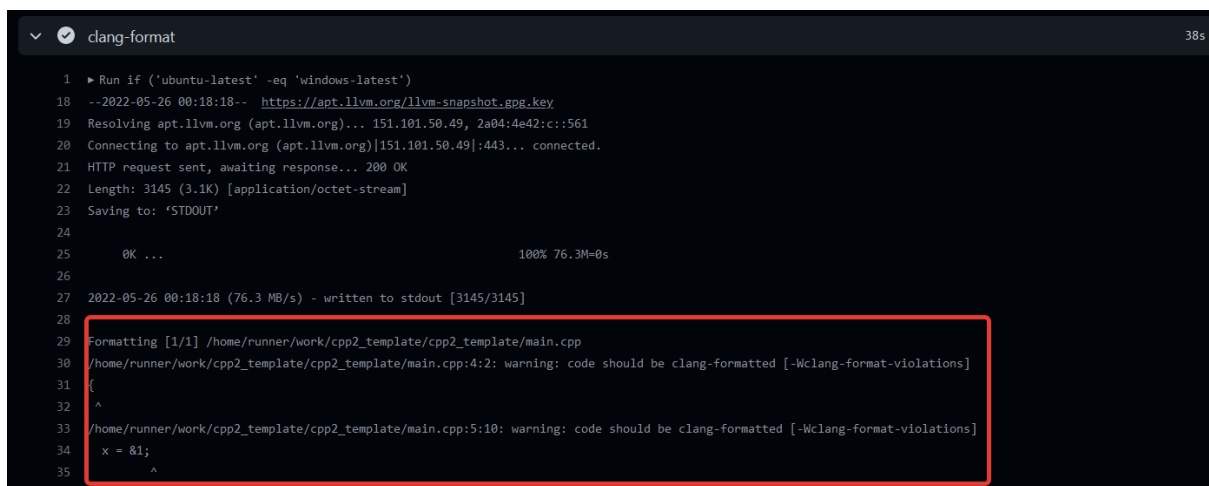 clang-format 38s
1 ▸ Run if ('ubuntu-latest' -eq 'windows-latest')
18 --2022-05-26 00:18:18-- https://apt.llvm.org/llvm-snapshot.gpg.key
19 Resolving apt.llvm.org (apt.llvm.org)... 151.101.50.49, 2a04:4e42:c::561
20 Connecting to apt.llvm.org (apt.llvm.org)|151.101.50.49|:443... connected.
21 HTTP request sent, awaiting response... 200 OK
22 Length: 3145 (3.1K) [application/octet-stream]
23 Saving to: ‘STDOUT’
24
25 0K ... 100% 76.3M=0s
26
27 2022-05-26 00:18:18 (76.3 MB/s) - written to stdout [3145/3145]
28
29 Formatting [1/1] /home/runner/work/cpp2_template/cpp2_template/main.cpp
30 /home/runner/work/cpp2_template/cpp2_template/main.cpp:4:2: warning: code should be clang-formatted [-Wclang-format-violations]
31 {
32 ^
33 /home/runner/work/cpp2_template/cpp2_template/main.cpp:5:10: warning: code should be clang-formatted [-Wclang-format-violations]
34 x = &1;
35 ^